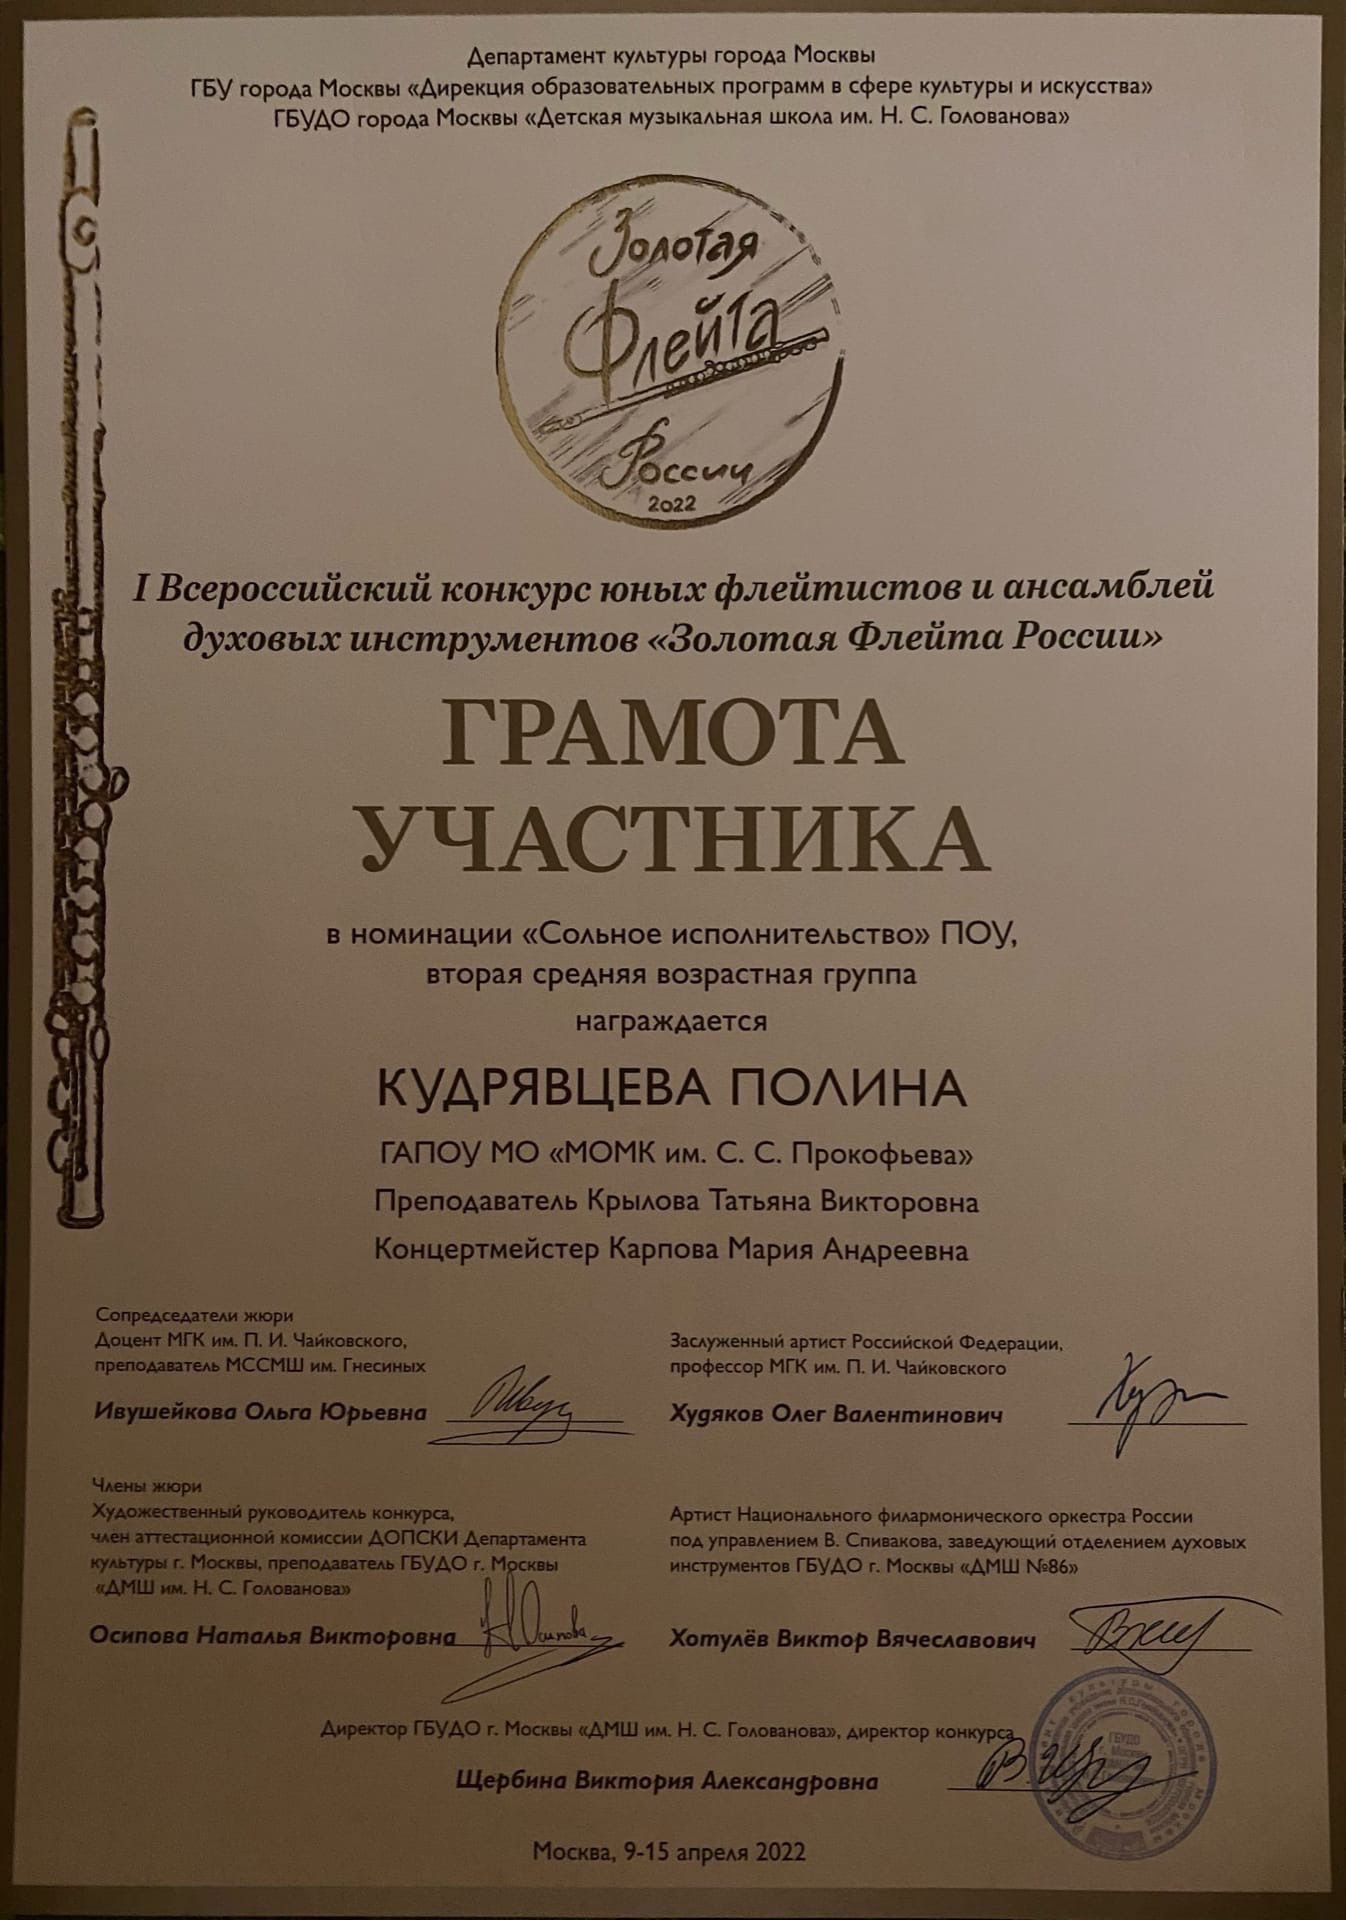 Департамент культуры города Москвы
ГБУ города Москвы «Дирекция образовательных программ в сфере культуры и искусства»
ГБУДО города Москвы «Детская музыкальная школа им. Н. С. Голованова»
Золотая
Флейта
России
2022
I Всероссийский конкурс юных флейтистов и ансамблей
духовых инструментов «Золотая Флейта России»
ГРАМОТА
УЧАСТНИКА
в номинации «Сольное исполнительство» ПОУ,
вторая средняя возрастная группа
награждается
КУДРЯВЦЕВА ПОЛИНА
ГАПОУ МО «МОМК им. С. С. Прокофьева»
Преподаватель Крылова Татьяна Викторовна
Концертмейстер Карпова Мария Андреевна
Сопредседатели жюри
Доцент МГК им. П. И. Чайковского,
преподаватель МССМШ им. Гнесиных
Ивушейкова Ольга Юрьевна
Заслуженный артист Российской Федерации,
профессор МГК им. П. И. Чайковского
Худяков Олег Валентинович
Члены жюри
Художественный руководитель конкурса,
член аттестационной комиссии ДОПСКИ Департамента
культуры г. Москвы, преподаватель ГБУДО г. Москвы
«ДМШ им. Н. С. Голованова»
Осипова Наталья Викторовна
Артист Национального филармонического оркестра России
под управлением В. Спивакова, заведующий отделением духовых
инструментов ГБУДО г. Москвы «ДМШ №86»
Хотулёв Виктор Вячеславович
Директор ГБУДО г. Москвы «ДМШ им. Н. С. Голованова», директор конкурса
Щербина Виктория Александровна
Москва, 9-15 апреля 2022